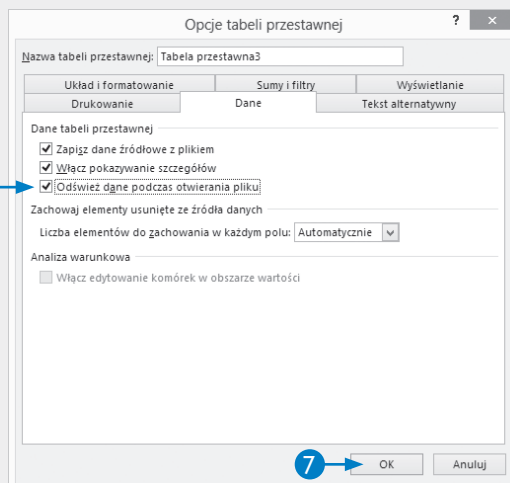 Opcje tabeli przestawnej ? ×
Nazwa tabeli przestawnej: Tabela przestawna3
Układ i formatowanie Sumy i filtry Wyświetlanie
Drukowanie Dane Tekst alternatywny
Dane tabeli przestawnej
Zapisz dane źródłowe z plikiem
Włącz pokazywanie szczegółów
Odśwież dane podczas otwierania pliku
Zachowaj elementy usunięte ze źródła danych
Liczba elementów do zachowania w każdym polu: Automatycznie
Analiza warunkowa
Włącz edytowanie komórek w obszarze wartości
7 OK Anuluj